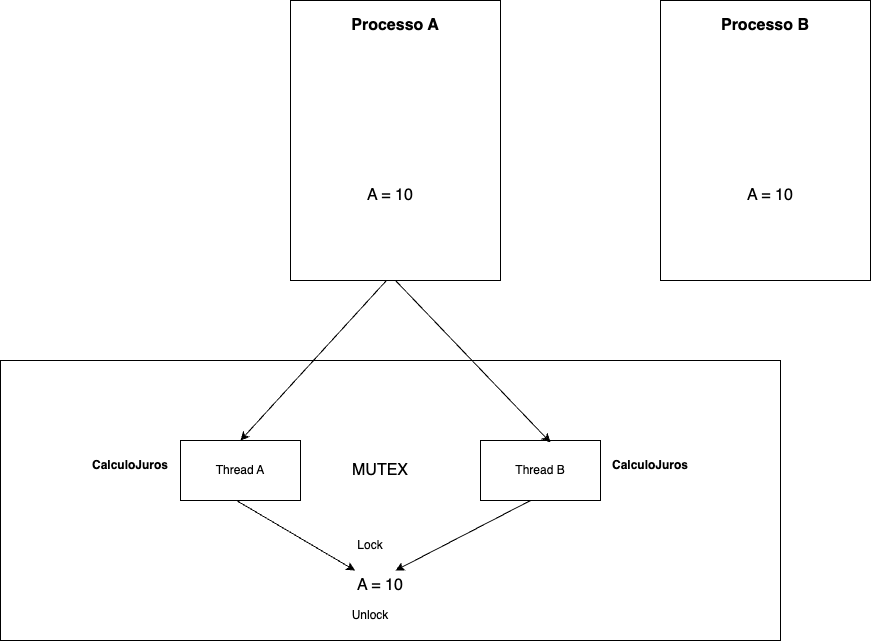 Processo A
Processo B
A = 10
A = 10
CalculoJuros
Thread A
MUTEX
Thread B
CalculoJuros
Lock
A = 10
Unlock